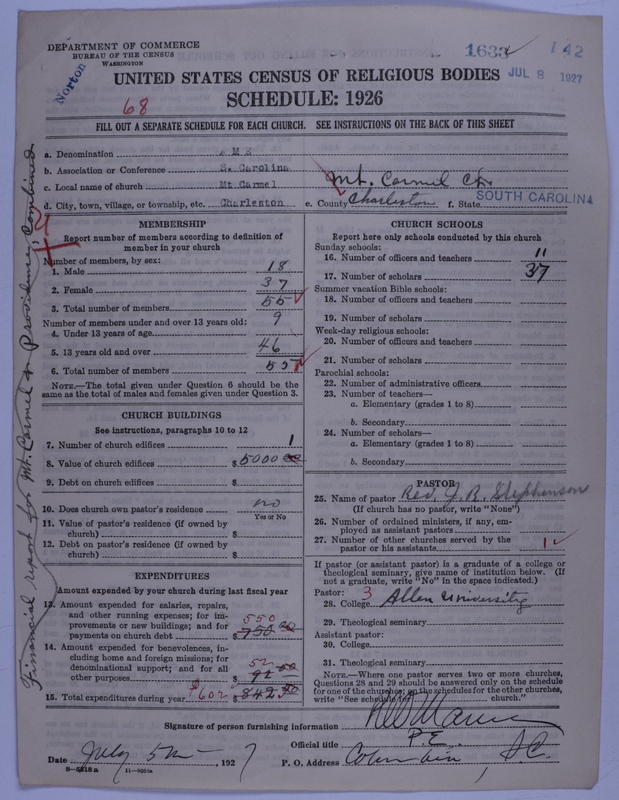 DEPARTMENT OF COMMERCE
BUREAU OF THE CENSUS
WASHINGTON
Norton
1633
142
JUL 8 1927
UNITED STATES CENSUS OF RELIGIOUS BODIES
SCHEDULE: 1926
68
FILL OUT A SEPARATE SCHEDULE FOR EACH CHURCH. SEE INSTRUCTIONS ON THE BACK OF THIS SHEET
a. Denomination A M E
b. Association or Conference S. Carolina
c. Local name of church Mt. Carmel
Mt. Carmel Ct.
d. City, town, village, or township, etc. Charleston e. County Charleston f. State SOUTH CAROLINA
Financial report for Mt. Carmel & Providence, Combined
MEMBERSHIP
Report number of members according to definition of
member in your church
Number of members, by sex:
1. Male 18
2. Female 37
3. Total number of members 55
Number of members under and over 13 years old:
4. Under 13 years of age 9
5. 13 years old and over 46
6. Total number of members 55
NOTE.—The total given under Question 6 should be the
same as the total of males and females given under Question 3.
CHURCH BUILDINGS
See instructions, paragraphs 10 to 12
7. Number of church edifices 1
8. Value of church edifices $5000 00
9. Debt on church edifices $
10. Does church own pastor's residence no
Yes or No
11. Value of pastor's residence (if owned by
church) $
12. Debt on pastor's residence (if owned by
church) $
EXPENDITURES
Amount expended by your church during last fiscal year
13. Amount expended for salaries, repairs,
and other running expenses; for im-
provements or new buildings; and for
payments on church debt 550 $750 00
14. Amount expended for benevolences, in-
cluding home and foreign missions; for
denominational support; and for all
other purposes 52 $92 50
15. Total expenditures during year $602 $842 50
CHURCH SCHOOLS
Report here only schools conducted by this church
Sunday schools:
16. Number of officers and teachers 11
17. Number of scholars 37
Summer vacation Bible schools:
18. Number of officers and teachers
19. Number of scholars
Week-day religious schools:
20. Number of officers and teachers
21. Number of scholars
Parochial schools:
22. Number of administrative officers
23. Number of teachers—
a. Elementary (grades 1 to 8)
b. Secondary
24. Number of scholars—
a. Elementary (grades 1 to 8)
b. Secondary
PASTOR
25. Name of pastor Rev. J. R. Stephenson
(If church has no pastor, write "None")
26. Number of ordained ministers, if any, em-
ployed as assistant pastors
27. Number of other churches served by the
pastor or his assistants 1
If pastor (or assistant pastor) is a graduate of a college or
theological seminary, give name of institution below. (If
not a graduate, write "No" in the space indicated.)
Pastor: 3
28. College Allen University
29. Theological seminary
Assistant pastor:
30. College
31. Theological seminary
NOTE.—Where one pastor serves two or more churches,
Questions 28 and 29 should be answered only on the schedule
for one of the churches; on the schedules for the other churches,
write "See schedule for church.
Signature of person furnishing information
Official title P.E.
Date July 5th 1927 P. O. Address Columbia, S.C.
8-5818a 11-9051a